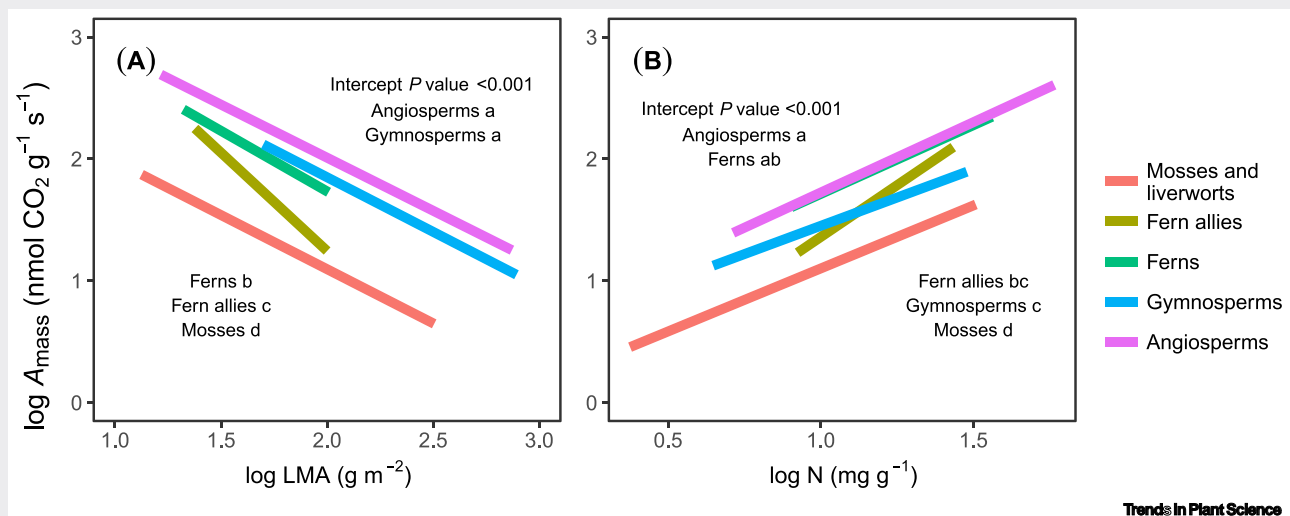 log Amass (nmol CO2 g−1 s−1)
3
2
1
0
(A)
Intercept P value <0.001
Angiosperms a
Gymnosperms a
Ferns b
Fern allies c
Mosses d
1.0 1.5 2.0 2.5 3.0
log LMA (g m−2)
3
2
1
0
(B)
Intercept P value <0.001
Angiosperms a
Ferns ab
Fern allies bc
Gymnosperms c
Mosses d
0.5 1.0 1.5
log N (mg g−1)
Mosses and
liverworts
Fern allies
Ferns
Gymnosperms
Angiosperms
Trends in Plant Science